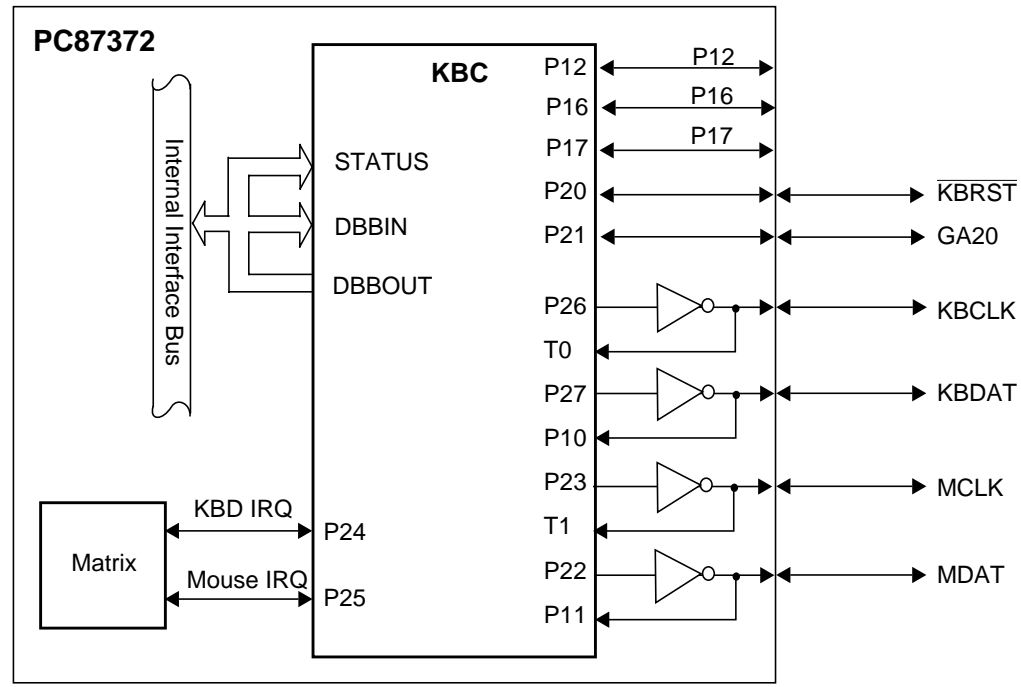 PC87372
KBC
Internal Interface Bus
STATUS
DBBIN
DBBOUT
P12
P12
P16
P16
P17
P17
P20
KBRST
P21
GA20
P26
KBCLK
T0
P27
KBDAT
P10
P23
MCLK
T1
P22
MDAT
P11
Matrix
KBD IRQ
P24
Mouse IRQ
P25